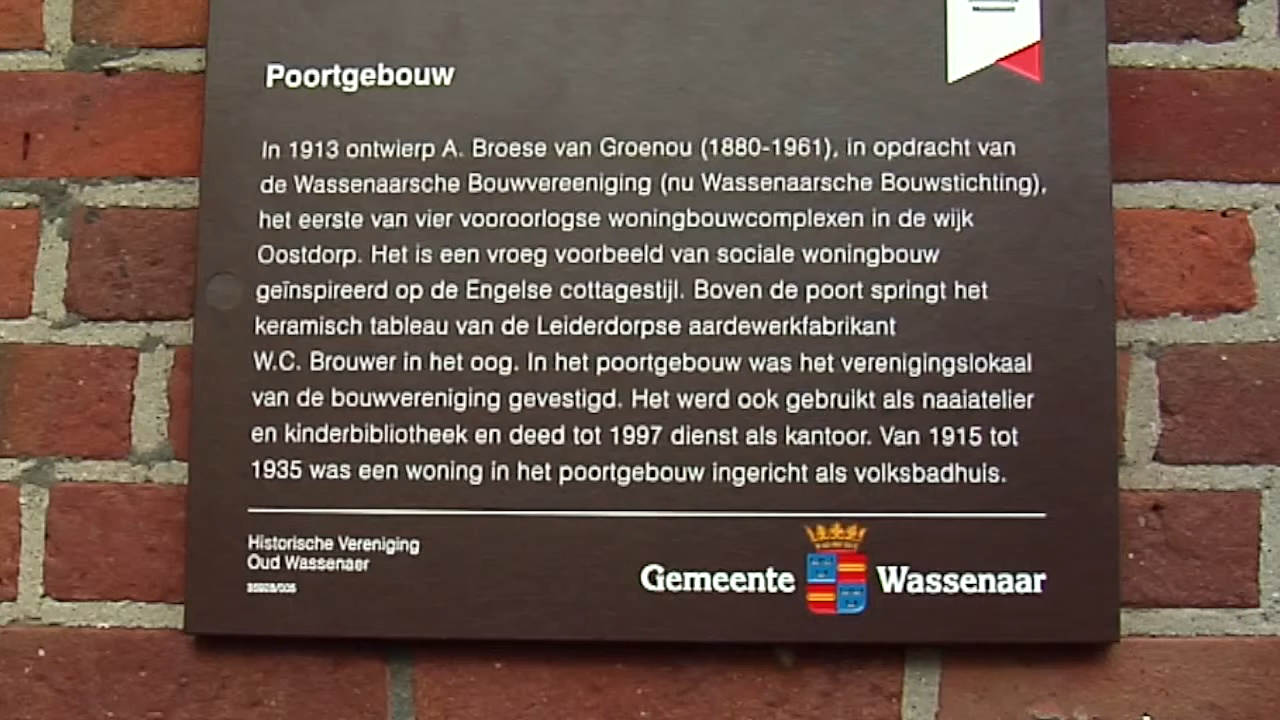 Poortgebouw
In 1913 ontwierp A. Broese van Groenou (1880-1961), in opdracht van
de Wassenaarsche Bouwvereeniging (nu Wassenaarsche Bouwstichting),
het eerste van vier vooroorlogse woningbouwcomplexen in de wijk
Oostdorp. Het is een vroeg voorbeeld van sociale woningbouw
geïnspireerd op de Engelse cottagestijl. Boven de poort springt het
keramisch tableau van de Leiderdorpse aardewerkfabrikant
W.C. Brouwer in het oog. In het poortgebouw was het verenigingslokaal
van de bouwvereniging gevestigd. Het werd ook gebruikt als naaiatelier
en kinderbibliotheek en deed tot 1997 dienst als kantoor. Van 1915 tot
1935 was een woning in het poortgebouw ingericht als volksbadhuis.
Historische Vereniging
Oud Wassenaer
Gemeente Wassenaar